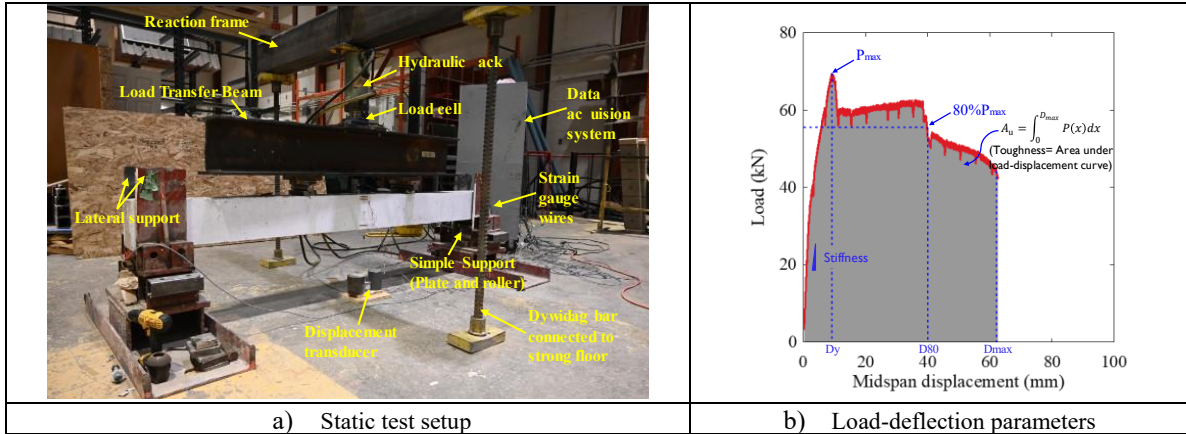 Reaction frame
Hydraulic ack
Load Transfer Beam
Load cell
Data
ac uision
system
Strain
gauge
wires
Lateral support
Simple Support
(Plate and roller)
Displacement
transducer
Dywidag bar
connected to
strong floor
a) Static test setup
80
60
40
20
0
Load (kN)
Pmax
80%Pmax
Au = ∫0Dmax P(x)dx
(Toughness= Area under
load-displacement curve)
Stiffness
Dy
D80
Dmax
0 20 40 60 80 100
Midspan displacement (mm)
b) Load-deflection parameters